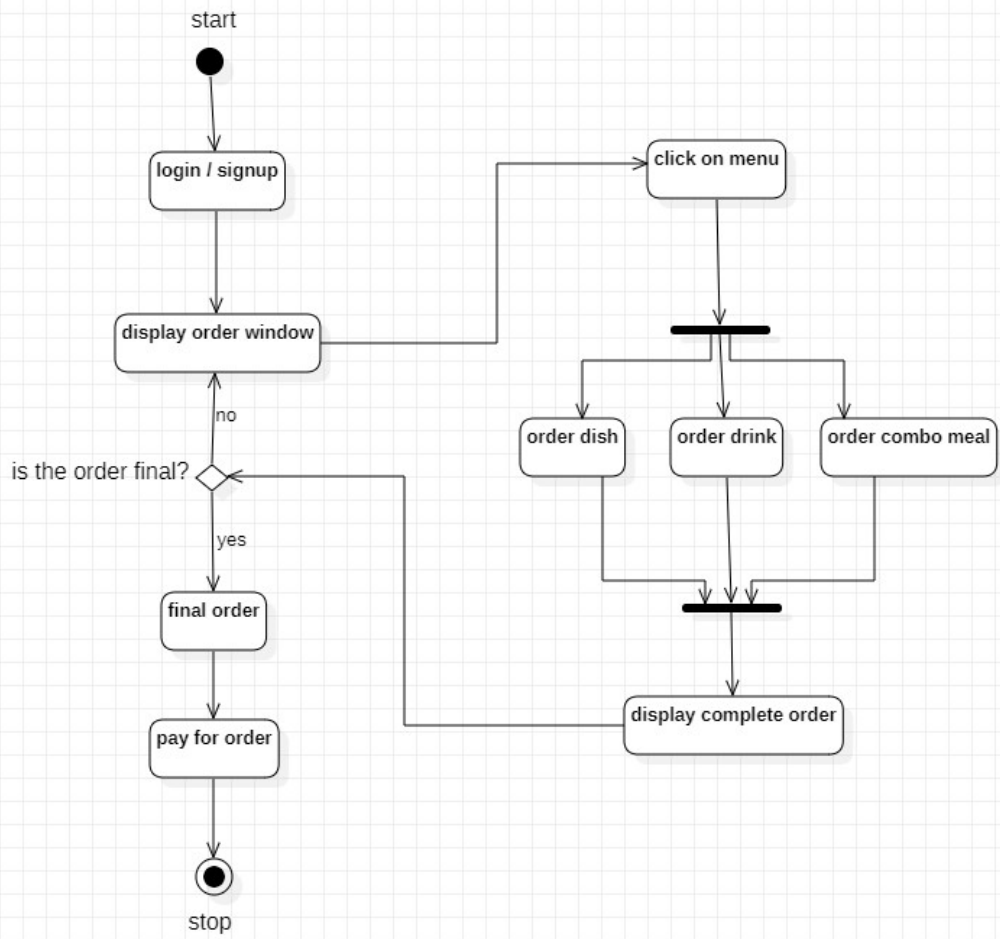 start
login / signup
click on menu
display order window
no
order dish
order drink
order combo meal
is the order final?
yes
final order
display complete order
pay for order
stop